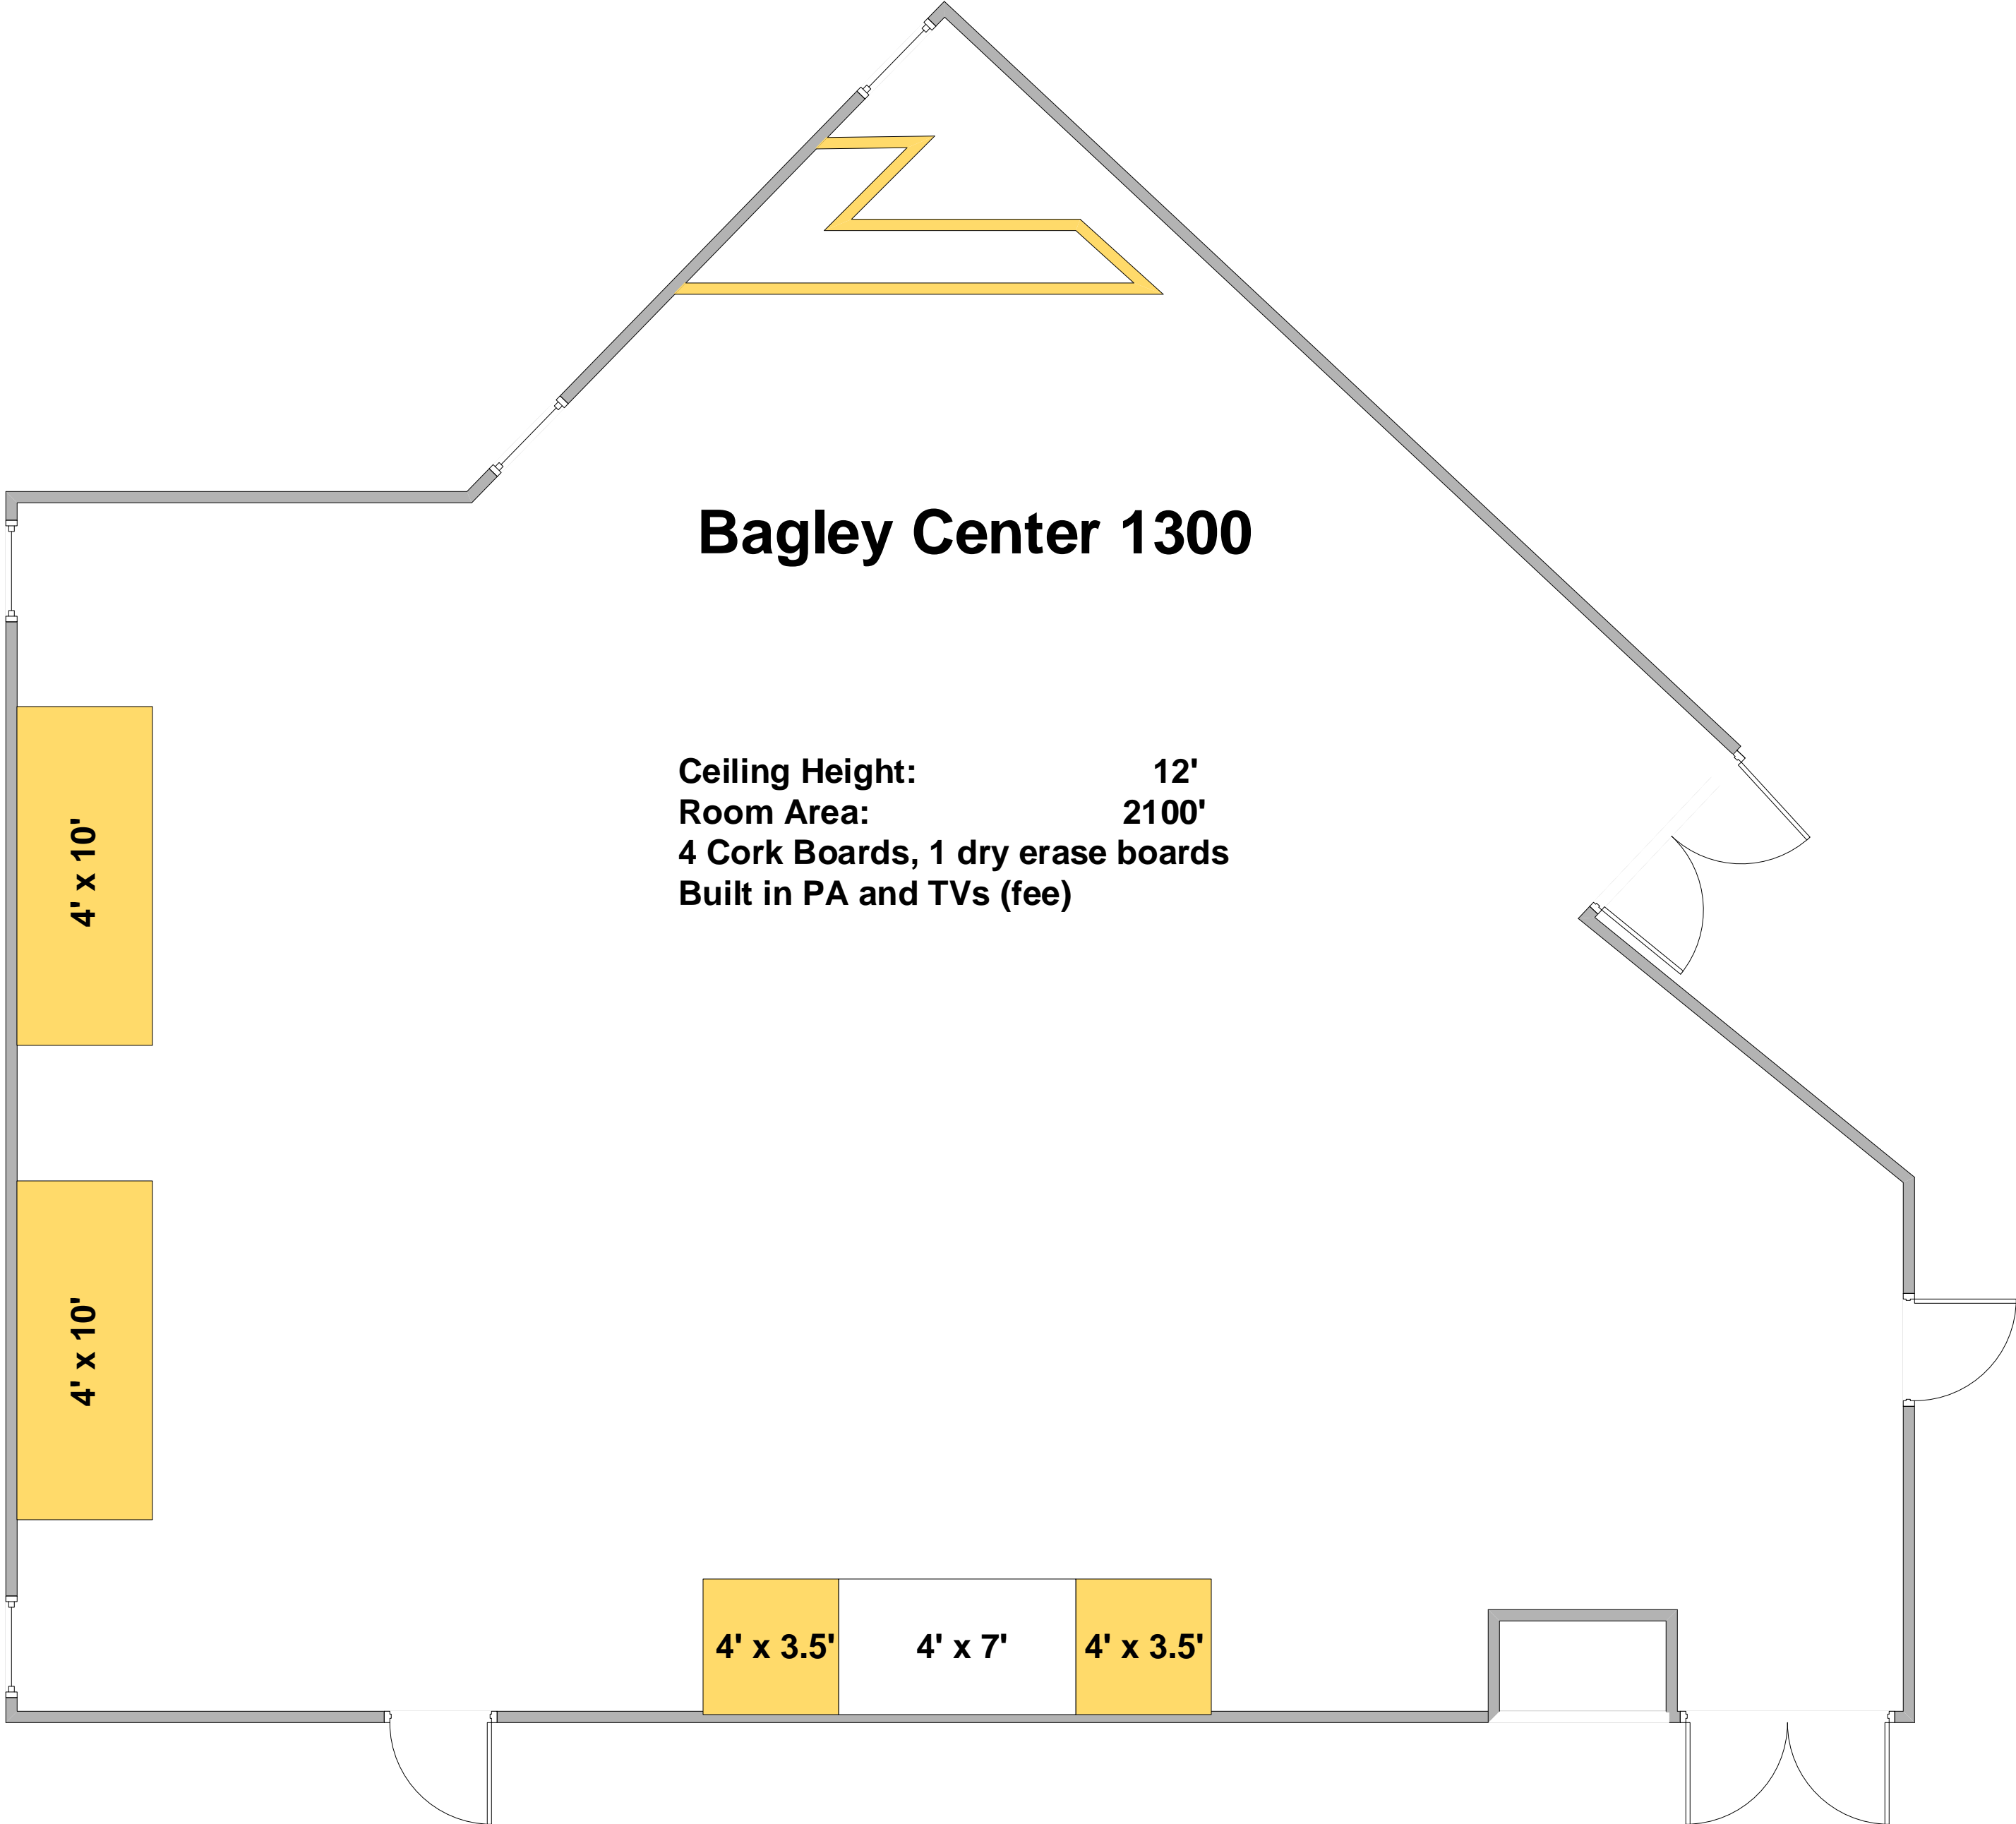 Bagley Center 1300
Ceiling Height: 12'
Room Area: 2100'
4 Cork Boards, 1 dry erase boards
Built in PA and TVs (fee)
4' x 10'
4' x 10'
4' x 3.5' 4' x 7' 4' x 3.5'